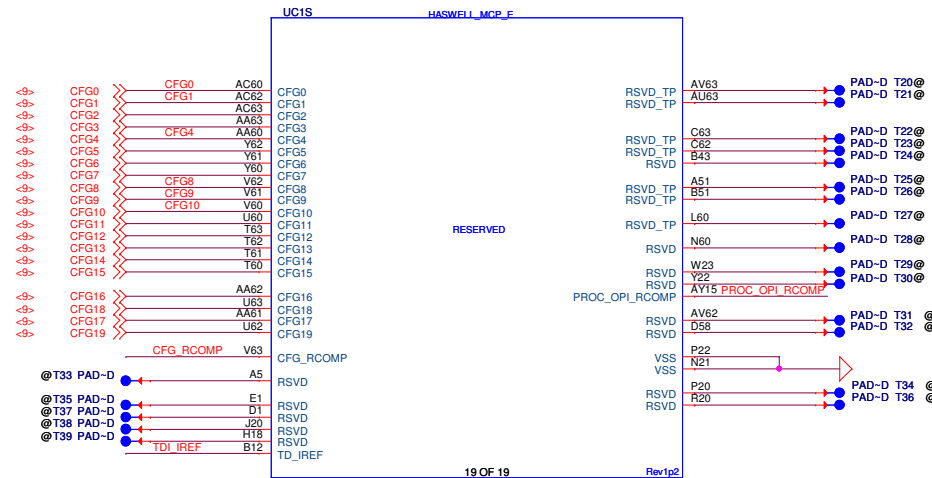 UC1S HASWELL_MCP_E
<9> CFG0 CFG0 AC60 CFG0 RSVD_TP AV63 PAD~D T20@
<9> CFG1 CFG1 AC62 CFG1 RSVD_TP AU63 PAD~D T21@
<9> CFG2 AC63 CFG2
<9> CFG3 AA63 CFG3
<9> CFG4 CFG4 AA60 CFG4 RSVD_TP C63 PAD~D T22@
<9> CFG5 Y62 CFG5 RSVD_TP C62 PAD~D T23@
<9> CFG6 Y61 CFG6 RSVD B43 PAD~D T24@
<9> CFG7 Y60 CFG7
<9> CFG8 CFG8 V62 CFG8 RSVD_TP A51 PAD~D T25@
<9> CFG9 CFG9 V61 CFG9 RSVD_TP B51 PAD~D T26@
<9> CFG10 CFG10 V60 CFG10
<9> CFG11 U60 CFG11 RSVD_TP L60 PAD~D T27@
<9> CFG12 T63 CFG12 RESERVED
<9> CFG13 T62 CFG13 RSVD N60 PAD~D T28@
<9> CFG14 T61 CFG14
<9> CFG15 T60 CFG15 RSVD W23 PAD~D T29@
RSVD Y22 PAD~D T30@
<9> CFG16 AA62 CFG16 PROC_OPI_RCOMP AY15 PROC_OPI_RCOMP
<9> CFG18 U63 CFG18
<9> CFG17 AA61 CFG17 RSVD AV62 PAD~D T31 @
<9> CFG19 U62 CFG19 RSVD D58 PAD~D T32 @
CFG_RCOMP V63 CFG_RCOMP VSS P22
VSS N21
@T33 PAD~D A5 RSVD
RSVD P20 PAD~D T34 @
@T35 PAD~D E1 RSVD RSVD R20 PAD~D T36 @
@T37 PAD~D D1 RSVD
@T38 PAD~D J20 RSVD
@T39 PAD~D H18 RSVD
TDI_IREF B12 TD_IREF
19 OF 19 Rev1p2